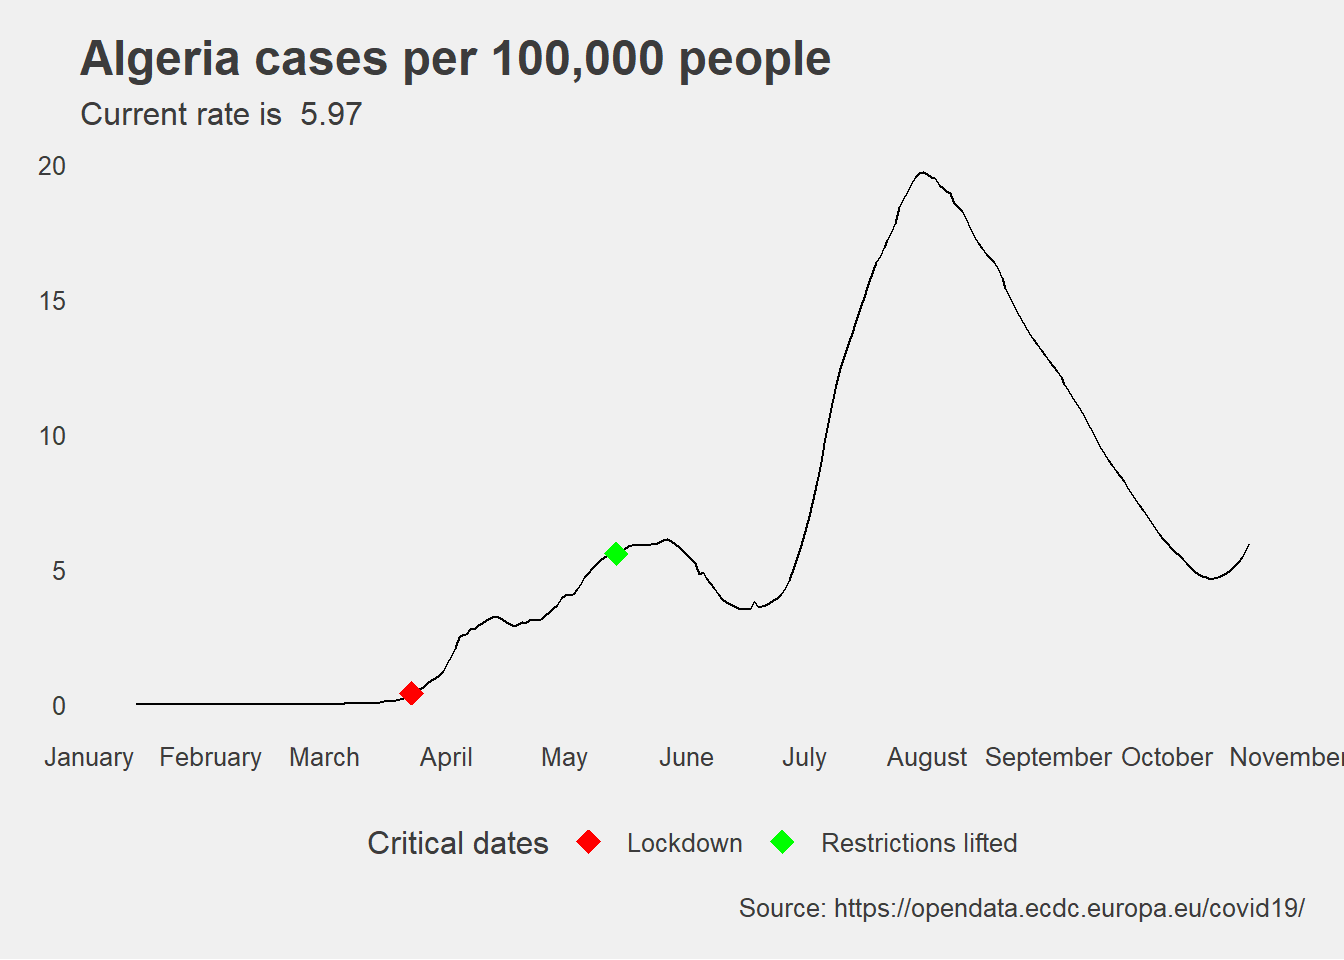 Algeria cases per 100,000 people
Current rate is  5.97
20
15
10
5
0
January February March April May June July August September October November
Critical dates Lockdown Restrictions lifted
Source: https://opendata.ecdc.europa.eu/covid19/